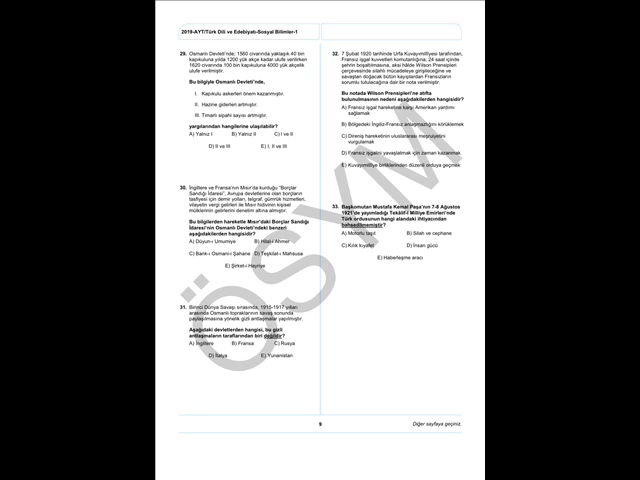 2019-AYT/Türk Dili ve Edebiyatı-Sosyal Bilimler-1
29. Osmanlı Devleti'nde; 1560 civarında yaklaşık 40 bin
kapıkuluna yılda 1200 yük akçe kadar ulufe verilirken
1620 civarında 100 bin kapıkuluna 4000 yük akçelik
ulufe verilmiştir.
Bu bilgiyle Osmanlı Devleti'nde,
I. Kapıkulu askerleri önem kazanmıştır.
II. Hazine giderleri artmıştır.
III. Tımarlı sipahi sayısı artmıştır.
yargılarından hangilerine ulaşılabilir?
A) Yalnız I B) Yalnız II C) I ve II
D) II ve III E) I, II ve III
30. İngiltere ve Fransa'nın Mısır'da kurduğu "Borçlar
Sandığı İdaresi", Avrupa devletlerine olan borçların
tasfiyesi için demir yolları, telgraf, gümrük hizmetleri,
vilayetin vergi gelirleri ile Mısır hidivinin kişisel
mülklerinin gelirlerini denetim altına almıştır.
Bu bilgilerden hareketle Mısır'daki Borçlar Sandığı
İdaresi'nin Osmanlı Devleti'ndeki benzeri
aşağıdakilerden hangisidir?
A) Düyun-ı Umumiye B) Hilal-i Ahmer
C) Bank-ı Osmani-i Şahane D) Teşkilat-ı Mahsusa
E) Şirket-i Hayriye
31. Birinci Dünya Savaşı sırasında, 1915-1917 yılları
arasında Osmanlı topraklarının savaş sonunda
paylaşılmasına yönelik gizli antlaşmalar yapılmıştır.
Aşağıdaki devletlerden hangisi, bu gizli
antlaşmaların taraflarından biri değildir?
A) İngiltere B) Fransa C) Rusya
D) İtalya E) Yunanistan
32. 7 Şubat 1920 tarihinde Urfa Kuvayımilliyesi tarafından,
Fransız işgal kuvvetleri komutanlığına; 24 saat içinde
şehrin boşaltılmasına, aksi hâlde Wilson Prensipleri
çerçevesinde silahlı mücadeleye girişileceğine ve
savaştan doğacak bütün kayıplardan Fransızların
sorumlu tutulacağına dair bir nota verilmiştir.
Bu notada Wilson Prensipleri'ne atıfta
bulunulmasının nedeni aşağıdakilerden hangisidir?
A) Fransız işgal hareketine karşı Amerikan yardımı
sağlamak
B) Bölgedeki İngiliz-Fransız anlaşmazlığını körüklemek
C) Direniş hareketinin uluslararası meşruiyetini
vurgulamak
D) Fransız işgalini yavaşlatmak için zaman kazanmak
E) Kuvayımilliye birliklerinden düzenli orduya geçmek
33. Başkomutan Mustafa Kemal Paşa'nın 7-8 Ağustos
1921'de yayımladığı Tekâlif-i Milliye Emirleri'nde
Türk ordusunun hangi alandaki ihtiyacından
bahsedilmemiştir?
A) Motorlu taşıt B) Silah ve cephane
C) Kılık kıyafet D) İnsan gücü
E) Haberleşme aracı
ÖSYM
9
Diğer sayfaya geçiniz.